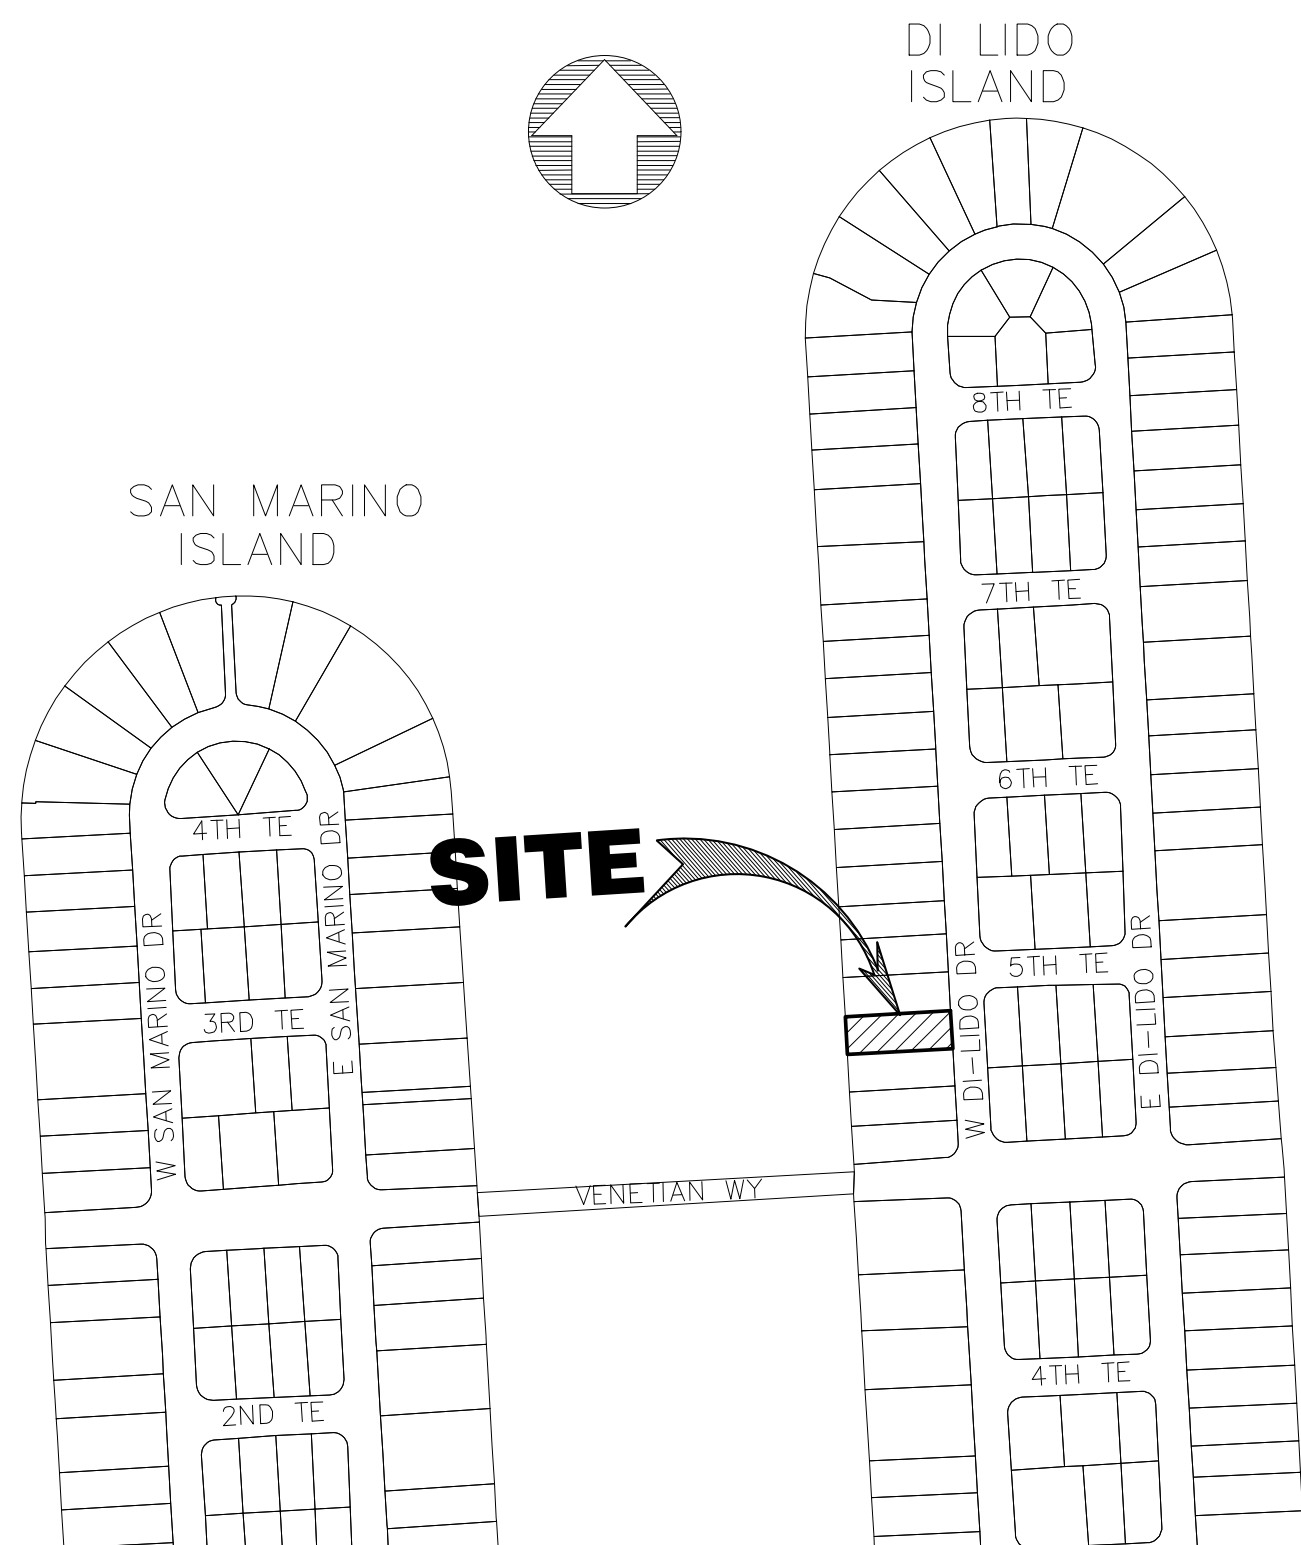 DI LIDO
ISLAND
8TH TE
SAN MARINO
ISLAND
7TH TE
6TH TE
4TH TE
SITE
E SAN MARINO DR
W SAN MARINO DR
5TH TE
W DI-LIDO DR
E DI-LIDO DR
3RD TE
VENETIAN WY
4TH TE
2ND TE